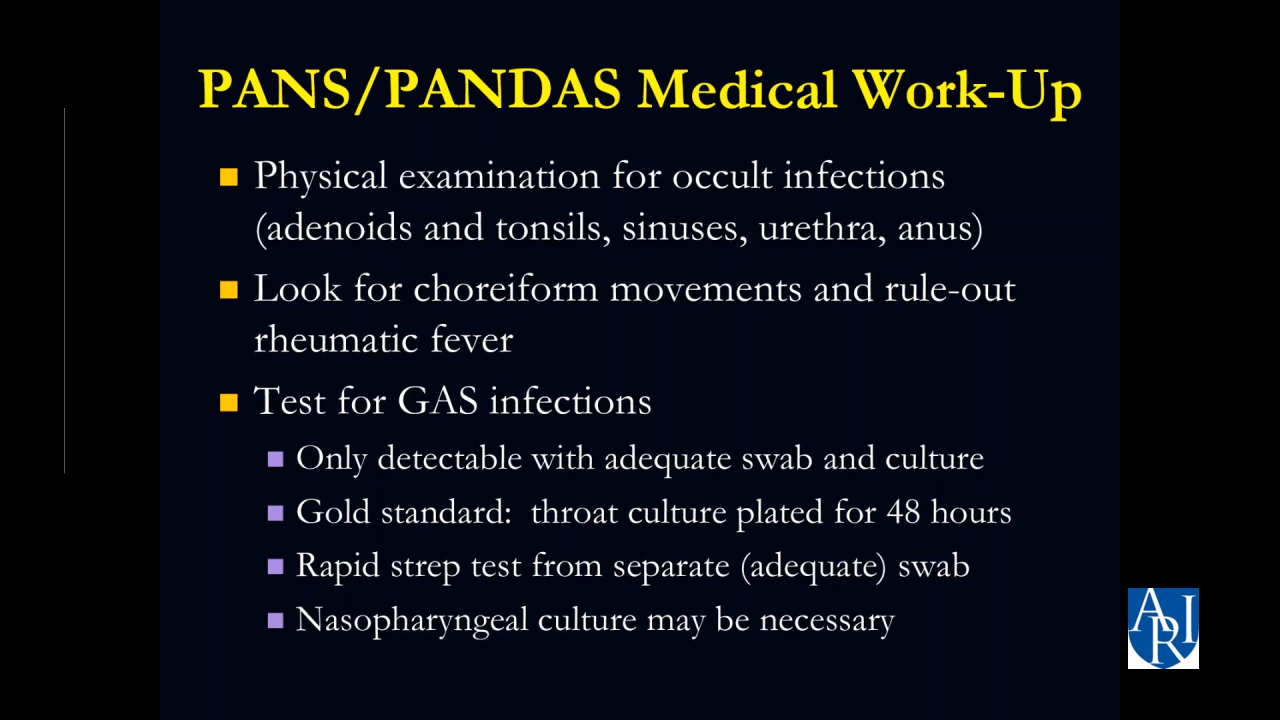 PANS/PANDAS Medical Work-Up
Physical examination for occult infections
(adenoids and tonsils, sinuses, urethra, anus)
Look for choreiform movements and rule-out
rheumatic fever
Test for GAS infections
Only detectable with adequate swab and culture
Gold standard:  throat culture plated for 48 hours
Rapid strep test from separate (adequate) swab
Nasopharyngeal culture may be necessary
ARI